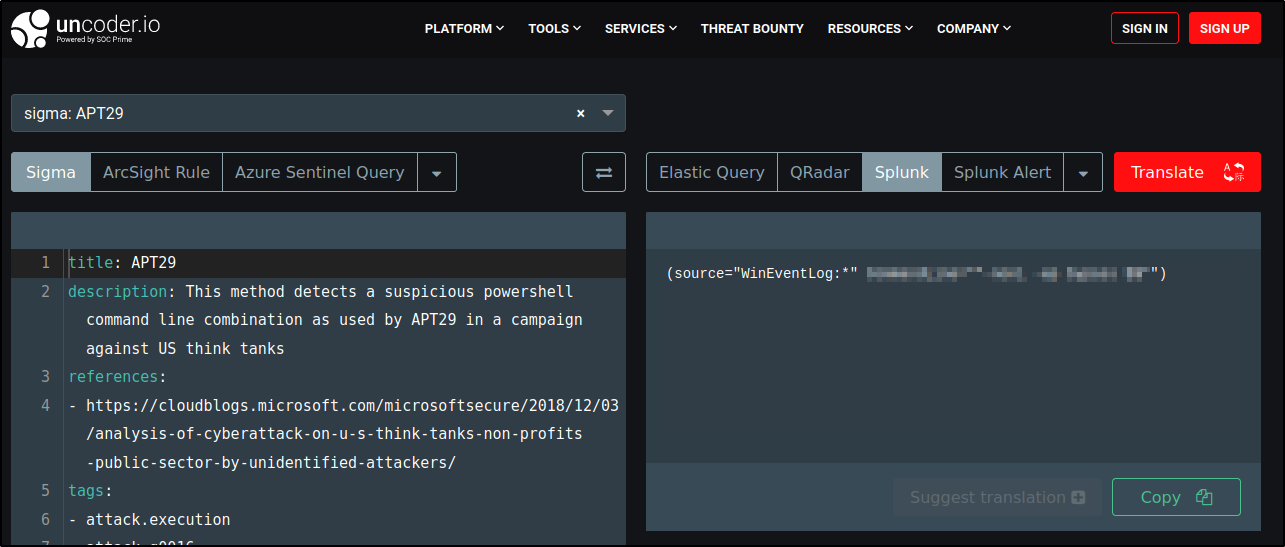 uncoder.io
Powered by SOC Prime
PLATFORM TOOLS SERVICES THREAT BOUNTY RESOURCES COMPANY SIGN IN SIGN UP
sigma: APT29 ×
Sigma ArcSight Rule Azure Sentinel Query Elastic Query QRadar Splunk Splunk Alert Translate
1 title: APT29
2 description: This method detects a suspicious powershell
command line combination as used by APT29 in a campaign
against US think tanks
3 references:
4 - https://cloudblogs.microsoft.com/microsoftsecure/2018/12/03
/analysis-of-cyberattack-on-u-s-think-tanks-non-profits
-public-sector-by-unidentified-attackers/
5 tags:
6 - attack.execution
(source="WinEventLog:*" ")
Suggest translation
Copy